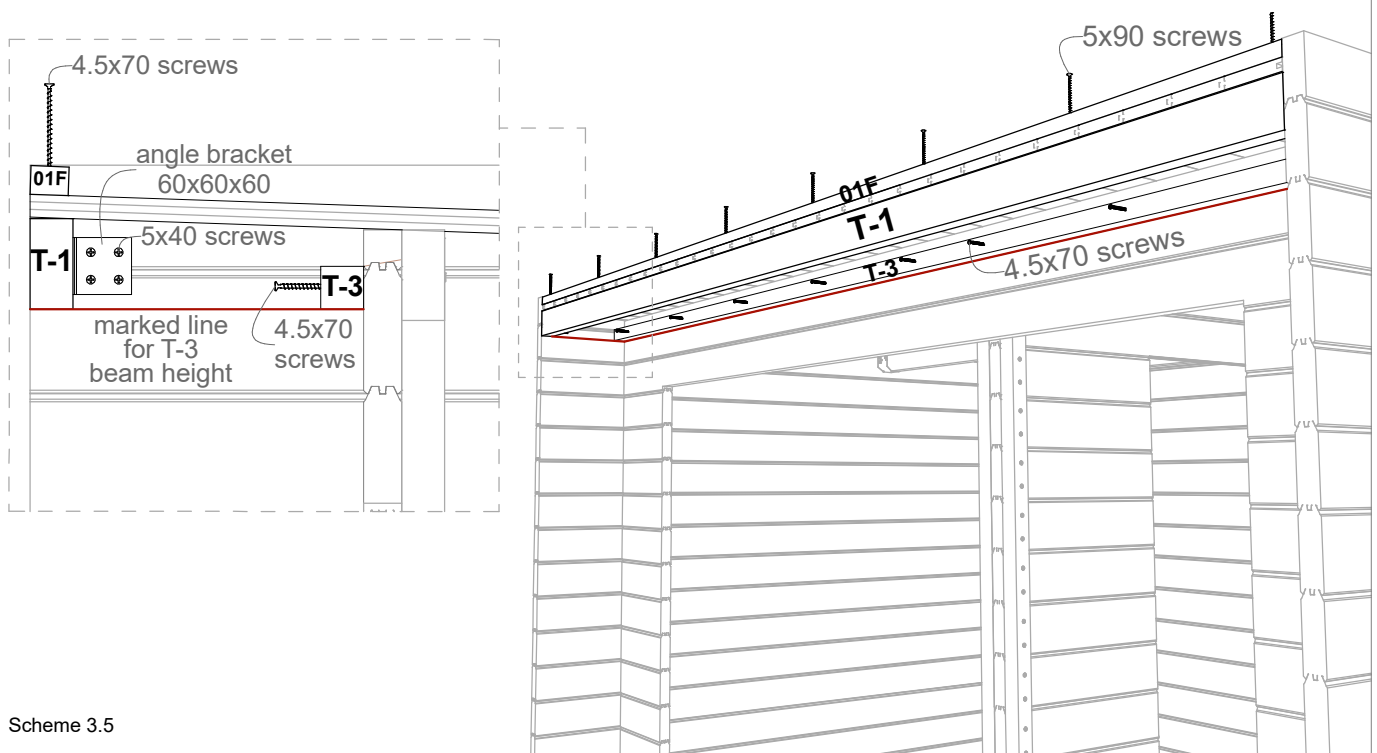 4.5x70 screws
angle bracket
60x60x60
01F
5x40 screws
T-1
T-3
marked line
for T-3
beam height
4.5x70
screws
5x90 screws
01F
T-1
T-3
4.5x70 screws
Scheme 3.5